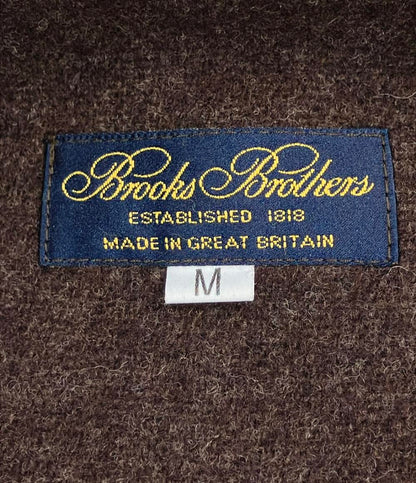 Brooks Brothers
ESTABLISHED 1818
MADE IN GREAT BRITAIN
M